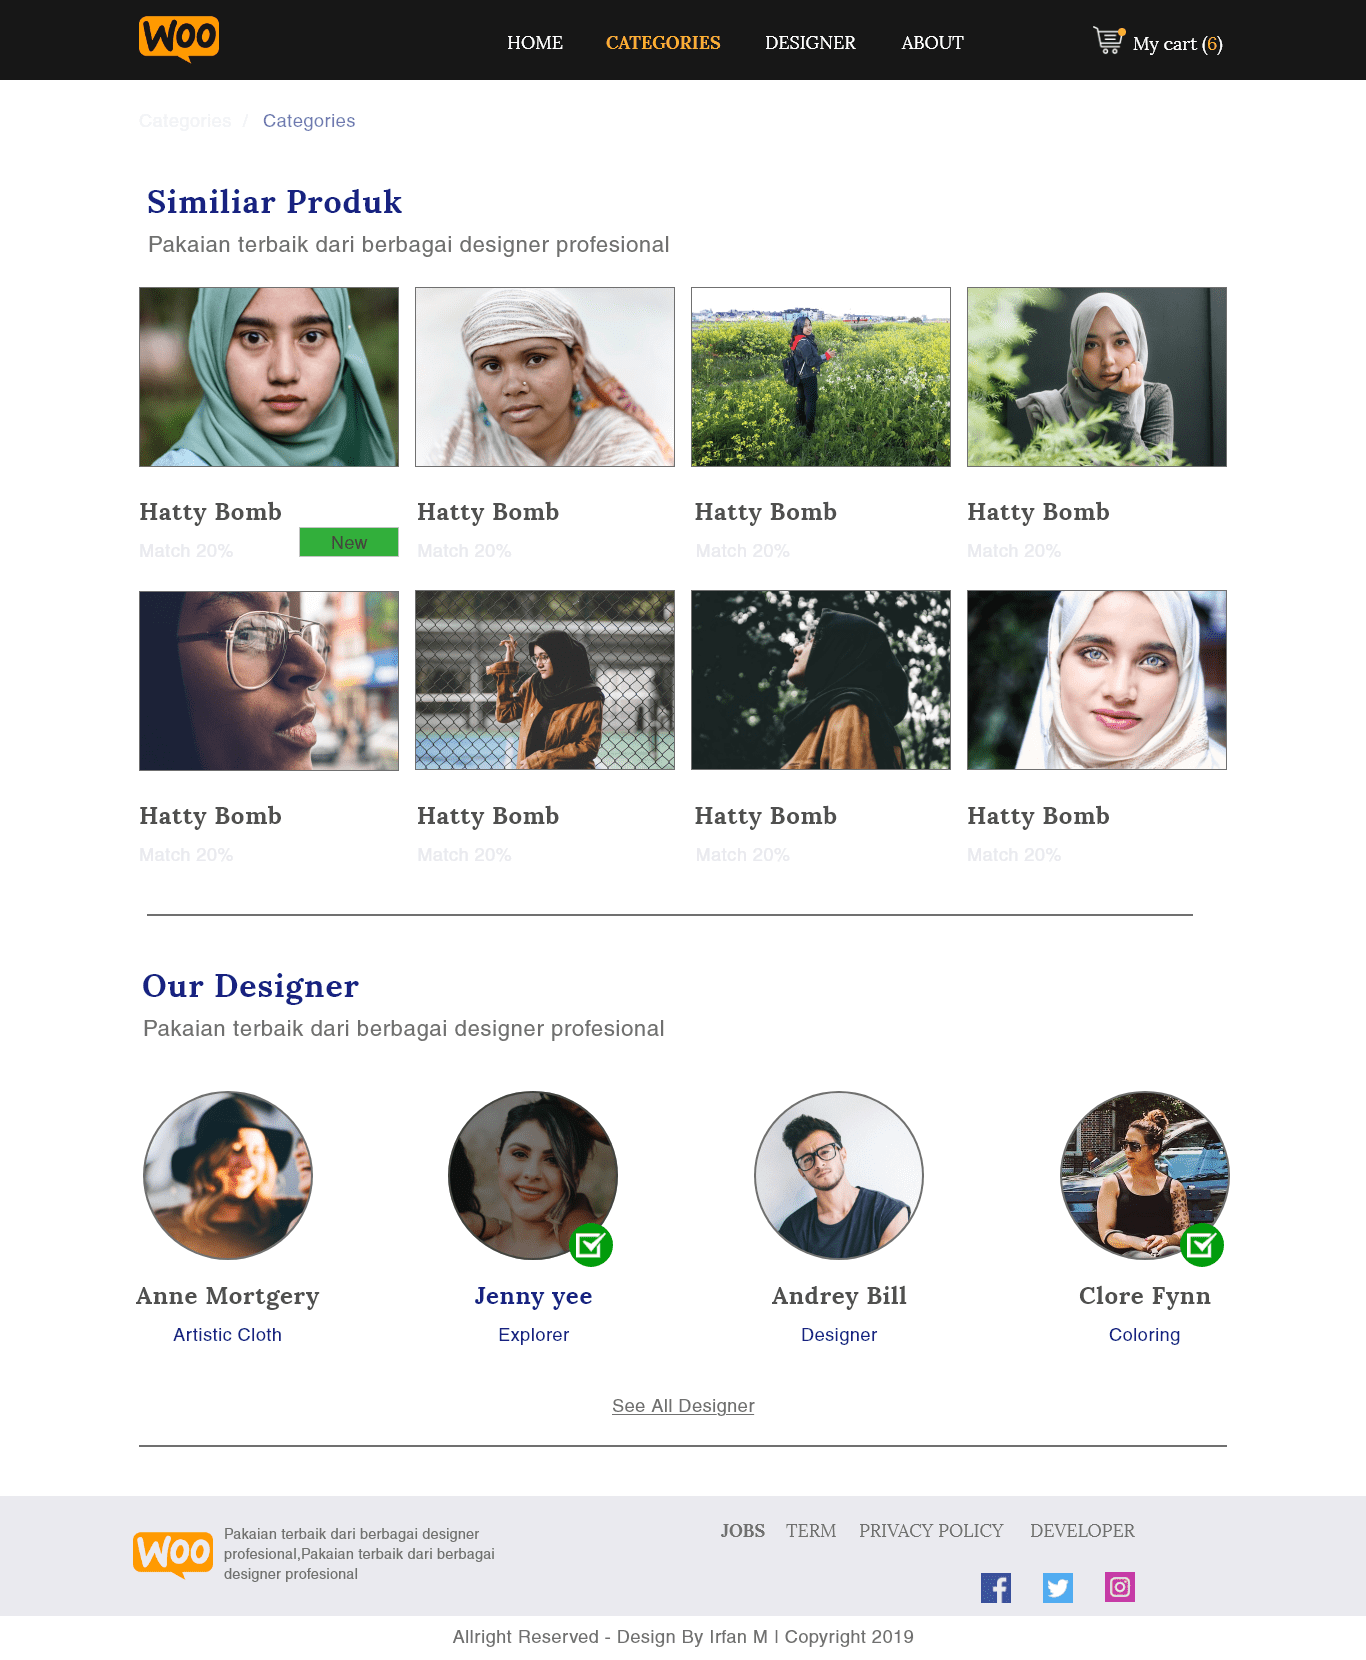 Woo
HOME CATEGORIES DESIGNER ABOUT My cart (6)
Categories / Categories
Similiar Produk
Pakaian terbaik dari berbagai designer profesional
Hatty Bomb Hatty Bomb Hatty Bomb Hatty Bomb
Match 20% New Match 20% Match 20% Match 20%
Hatty Bomb Hatty Bomb Hatty Bomb Hatty Bomb
Match 20% Match 20% Match 20% Match 20%
Our Designer
Pakaian terbaik dari berbagai designer profesional
Anne Mortgery Jenny yee Andrey Bill Clore Fynn
Artistic Cloth Explorer Designer Coloring
See All Designer
Woo
Pakaian terbaik dari berbagai designer
profesional,Pakaian terbaik dari berbagai
designer profesional
JOBS TERM PRIVACY POLICY DEVELOPER
Allright Reserved - Design By Irfan M | Copyright 2019